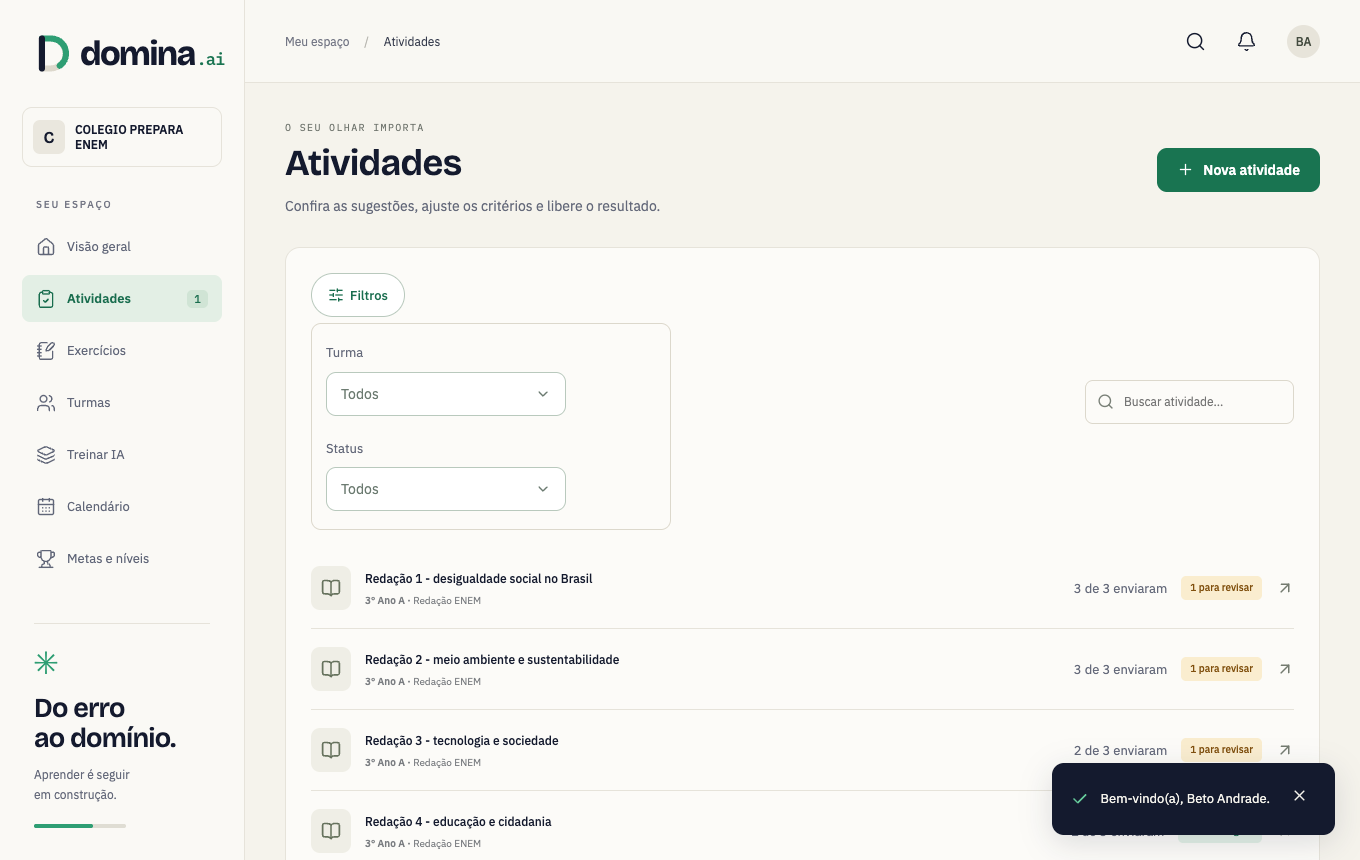 domina.ai
C
COLEGIO PREPARA
ENEM
SEU ESPAÇO
Visão geral
Atividades 1
Exercícios
Turmas
Treinar IA
Calendário
Metas e níveis
Do erro
ao domínio.
Aprender é seguir
em construção.
Meu espaço / Atividades
BA
O SEU OLHAR IMPORTA
Atividades
Confira as sugestões, ajuste os critérios e libere o resultado.
+ Nova atividade
Filtros
Turma
Todos
Status
Todos
Buscar atividade...
Redação 1 - desigualdade social no Brasil
3º Ano A • Redação ENEM
3 de 3 enviaram 1 para revisar
Redação 2 - meio ambiente e sustentabilidade
3º Ano A • Redação ENEM
3 de 3 enviaram 1 para revisar
Redação 3 - tecnologia e sociedade
3º Ano A • Redação ENEM
2 de 3 enviaram 1 para revisar
Redação 4 - educação e cidadania
3º Ano A • Redação ENEM
Bem-vindo(a), Beto Andrade.